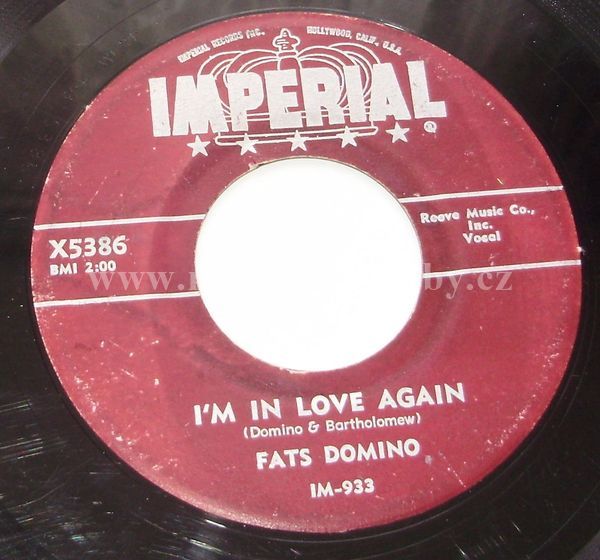 IMPERIAL RECORDS INC. HOLLYWOOD, CALIF., U.S.A.
IMPERIAL
®
X5386
BMI 2:00
Reeve Music Co.,
Inc.
Vocal
I'M IN LOVE AGAIN
(Domino & Bartholomew)
FATS DOMINO
IM-933